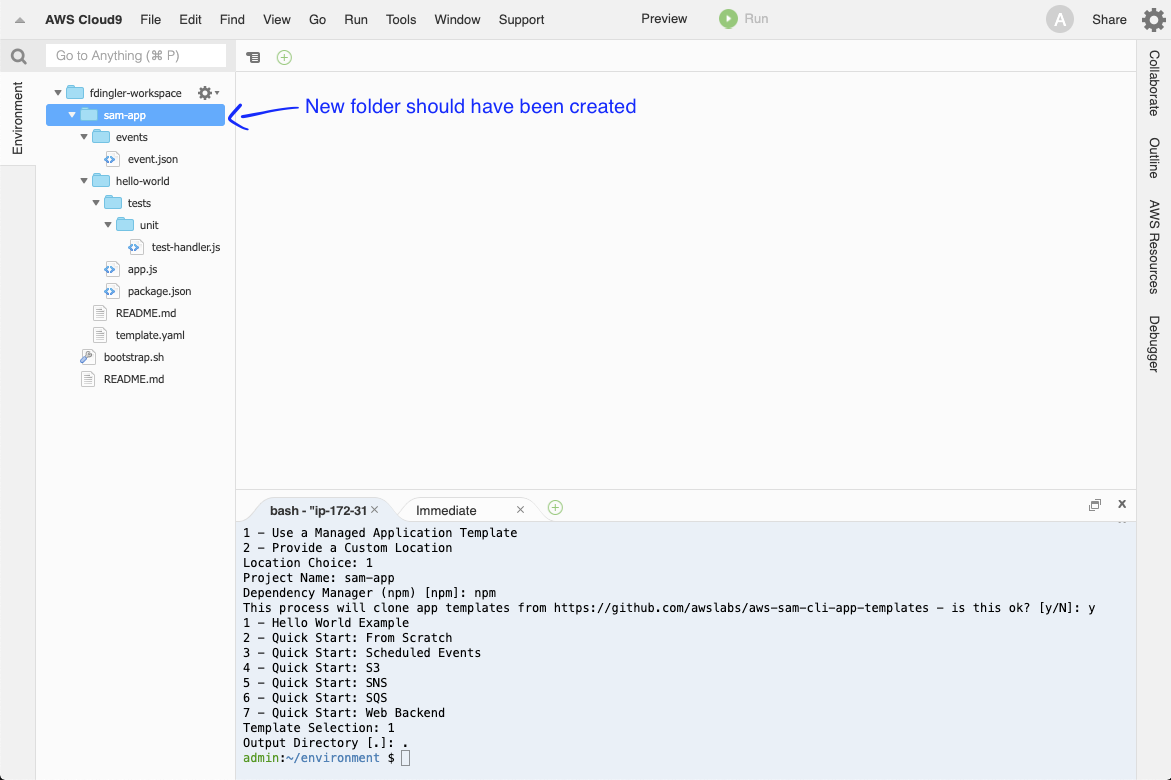 AWS Cloud9 File Edit Find View Go Run Tools Window Support Preview Run A Share
Go to Anything (⌘ P)
Environment
fdingler-workspace
sam-app
New folder should have been created
events
event.json
hello-world
tests
unit
test-handler.js
app.js
package.json
README.md
template.yaml
bootstrap.sh
README.md
Collaborate
Outline
AWS Resources
Debugger
bash - "ip-172-31 Immediate
1 - Use a Managed Application Template
2 - Provide a Custom Location
Location Choice: 1
Project Name: sam-app
Dependency Manager (npm) [npm]: npm
This process will clone app templates from https://github.com/awslabs/aws-sam-cli-app-templates - is this ok? [y/N]: y
1 - Hello World Example
2 - Quick Start: From Scratch
3 - Quick Start: Scheduled Events
4 - Quick Start: S3
5 - Quick Start: SNS
6 - Quick Start: SQS
7 - Quick Start: Web Backend
Template Selection: 1
Output Directory [.]: .
admin:~/environment $